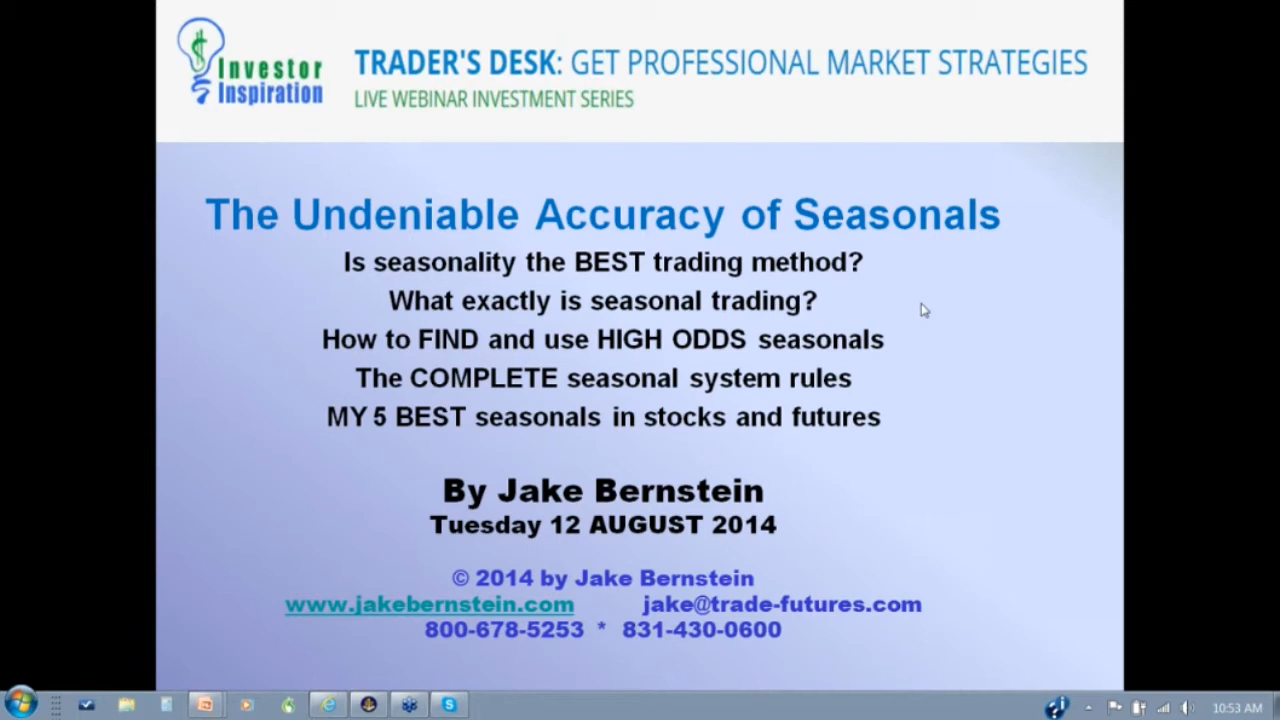 Investor
Inspiration
TRADER'S DESK: GET PROFESSIONAL MARKET STRATEGIES
LIVE WEBINAR INVESTMENT SERIES
The Undeniable Accuracy of Seasonals
Is seasonality the BEST trading method?
What exactly is seasonal trading?
How to FIND and use HIGH ODDS seasonals
The COMPLETE seasonal system rules
MY 5 BEST seasonals in stocks and futures
By Jake Bernstein
Tuesday 12 AUGUST 2014
© 2014 by Jake Bernstein
www.jakebernstein.com jake@trade-futures.com
800-678-5253 * 831-430-0600
10:53 AM